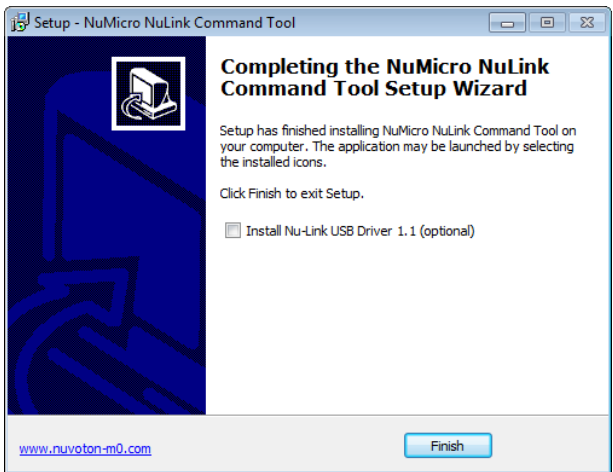 Setup - NuMicro NuLink Command Tool
Completing the NuMicro NuLink
Command Tool Setup Wizard
Setup has finished installing NuMicro NuLink Command Tool on
your computer. The application may be launched by selecting
the installed icons.
Click Finish to exit Setup.
Install Nu-Link USB Driver 1.1 (optional)
www.nuvoton-m0.com
Finish